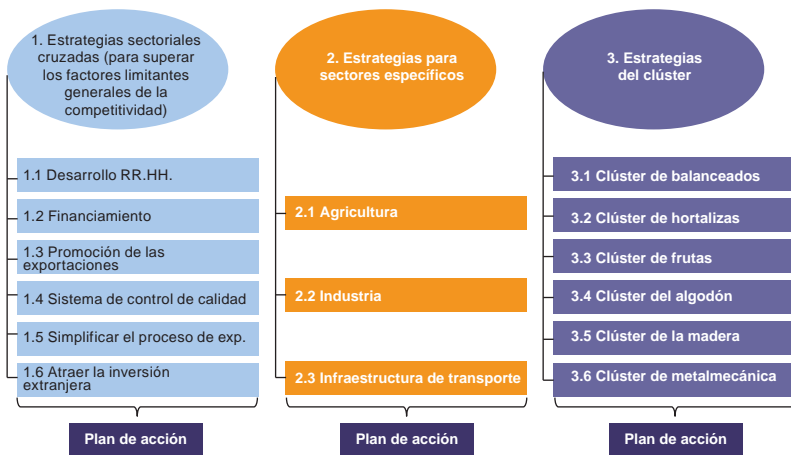 1. Estrategias sectoriales
cruzadas (para superar
los factores limitantes
generales de la
competitividad)
1.1 Desarrollo RR.HH.
1.2 Financiamiento
1.3 Promoción de las
exportaciones
1.4 Sistema de control de calidad
1.5 Simplificar el proceso de exp.
1.6 Atraer la inversión
extranjera
Plan de acción
2. Estrategias para
sectores específicos
2.1 Agricultura
2.2 Industria
2.3 Infraestructura de transporte
Plan de acción
3. Estrategias
del clúster
3.1 Clúster de balanceados
3.2 Clúster de hortalizas
3.3 Clúster de frutas
3.4 Clúster del algodón
3.5 Clúster de la madera
3.6 Clúster de metalmecánica
Plan de acción